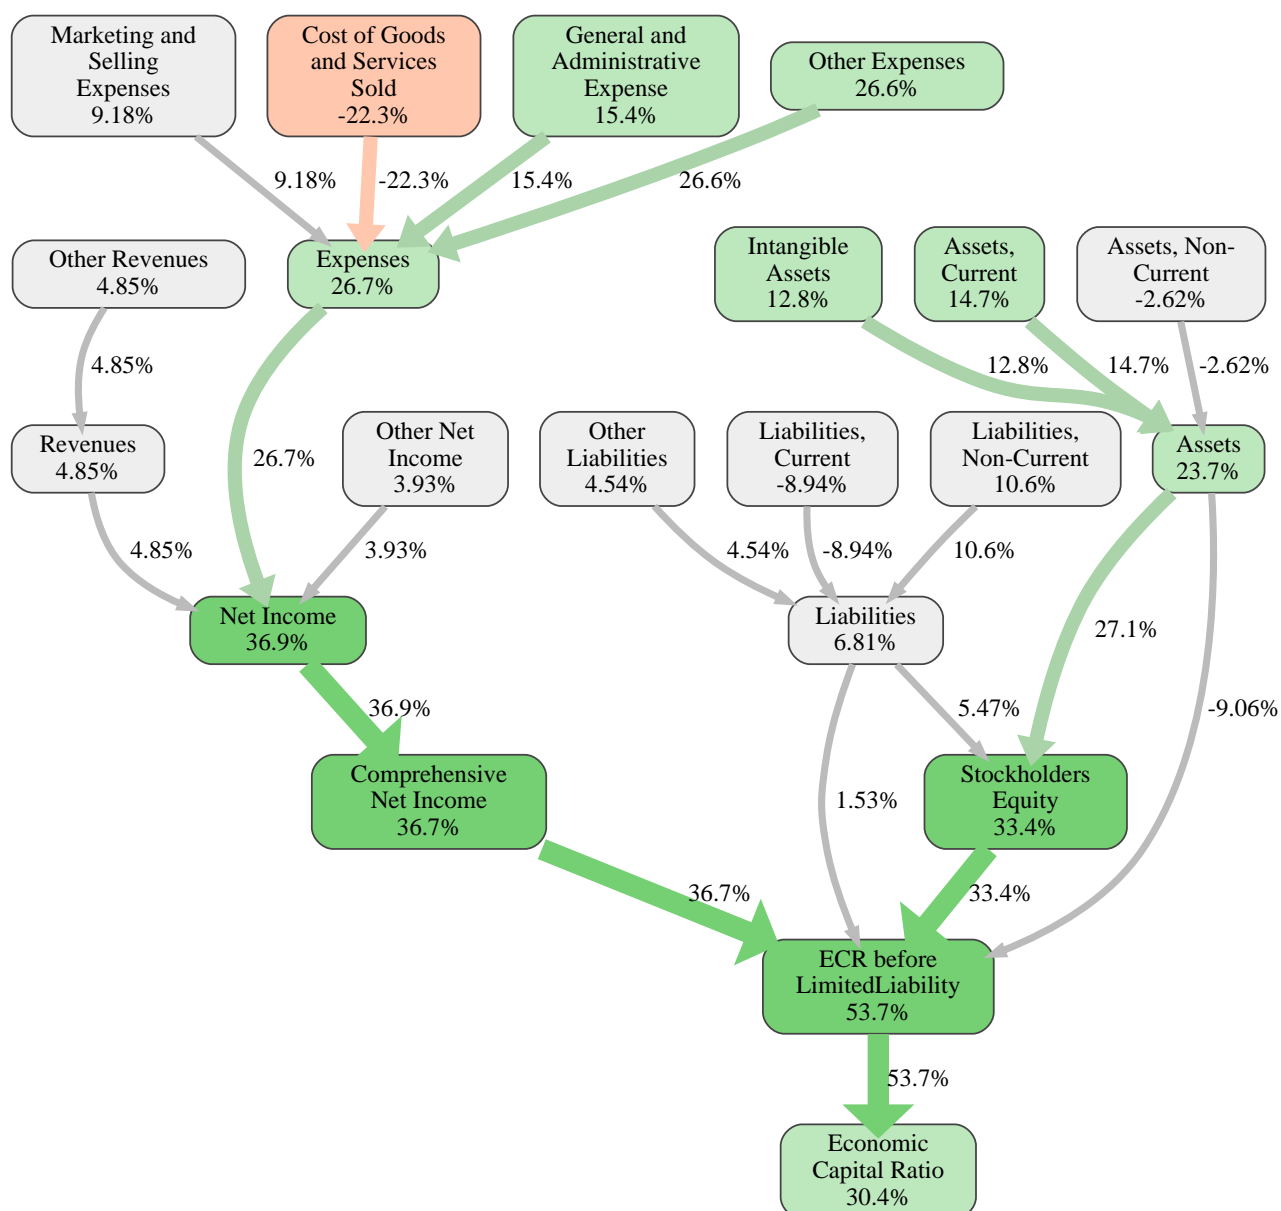 Marketing and
Selling
Expenses
9.18%
Cost of Goods
and Services
Sold
-22.3%
General and
Administrative
Expense
15.4%
Other Expenses
26.6%
9.18%
-22.3%
15.4%
26.6%
Other Revenues
4.85%
Expenses
26.7%
Intangible
Assets
12.8%
Assets,
Current
14.7%
Assets, Non-
Current
-2.62%
4.85%
12.8%
14.7%
-2.62%
Revenues
4.85%
26.7%
Other Net
Income
3.93%
Other
Liabilities
4.54%
Liabilities,
Current
-8.94%
Liabilities,
Non-Current
10.6%
Assets
23.7%
4.85%
3.93%
4.54%
-8.94%
10.6%
Net Income
36.9%
Liabilities
6.81%
27.1%
36.9%
5.47%
-9.06%
Comprehensive
Net Income
36.7%
1.53%
Stockholders
Equity
33.4%
36.7%
33.4%
ECR before
LimitedLiability
53.7%
53.7%
Economic
Capital Ratio
30.4%